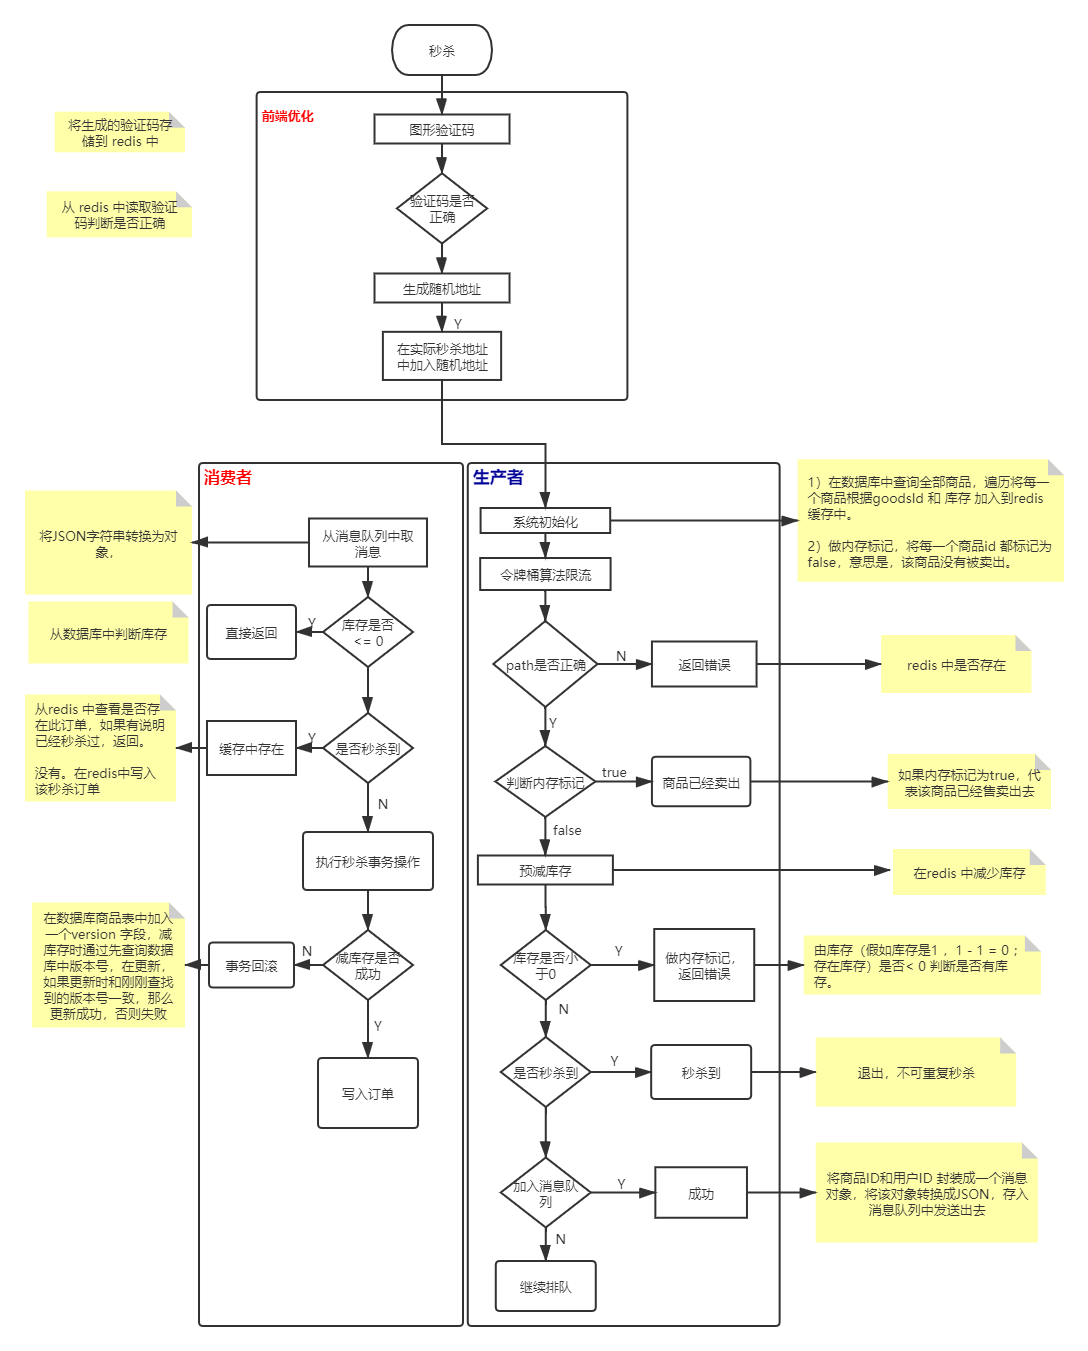 秒杀
前端优化
将生成的验证码存
储到 redis 中
图形验证码
从 redis 中读取验证
码判断是否正确
验证码是否
正确
生成随机地址
Y
在实际秒杀地址
中加入随机地址
消费者
将JSON字符串转换为对
象，
从消息队列中取
消息
从数据库中判断库存
直接返回
Y
库存是否
<= 0
从redis 中查看是否存
在此订单，如果有说明
已经秒杀过，返回。
没有。在redis中写入
该秒杀订单
缓存中存在
Y
是否秒杀到
N
执行秒杀事务操作
在数据库商品表中加入
一个version 字段，减
库存时通过先查询数据
库中版本号，在更新，
如果更新时和刚刚查找
到的版本号一致，那么
更新成功，否则失败
事务回滚
N
减库存是否
成功
Y
写入订单
生产者
系统初始化
1）在数据库中查询全部商品，遍历将每一
个商品根据goodsId 和 库存 加入到redis
缓存中。
2）做内存标记，将每一个商品id 都标记为
false，意思是，该商品没有被卖出。
令牌桶算法限流
path是否正确
N
返回错误
redis 中是否存在
Y
判断内存标记
true
商品已经卖出
如果内存标记为true，代
表该商品已经售卖出去
false
预减库存
在redis 中减少库存
库存是否小
于0
Y
做内存标记，
返回错误
由库存（假如库存是1 ，1 - 1 = 0 ；
存在库存）是否< 0 判断是否有库
存。
N
是否秒杀到
Y
秒杀到
退出，不可重复秒杀
加入消息队
列
Y
成功
将商品ID和用户ID 封装成一个消息
对象，将该对象转换成JSON，存入
消息队列中发送出去
N
继续排队